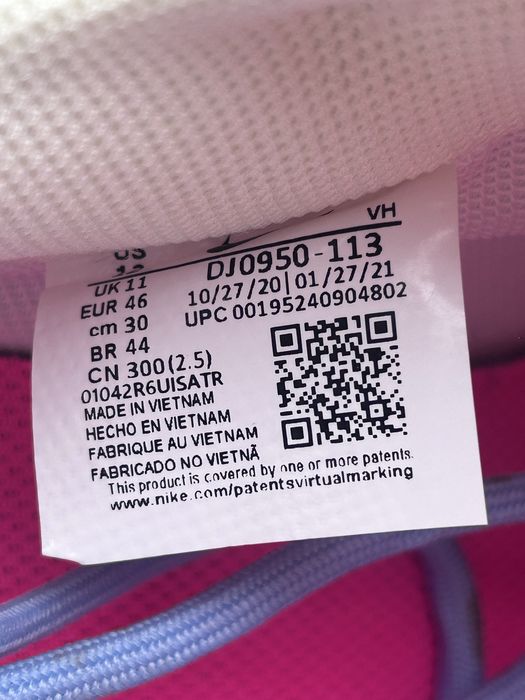 VH
US
DJ0950-113
UK 11
10/27/20|01/27/21
EUR 46
UPC 00195240904802
cm 30
BR 44
CN 300(2.5)
01042R6UISATR
MADE IN VIETNAM
HECHO EN VIETNAM
FABRIQUE AU VIETNAM
FABRICADO NO VIETNÃ
This product is covered by one or more patents.
www.nike.com/patentsvirtualmarking